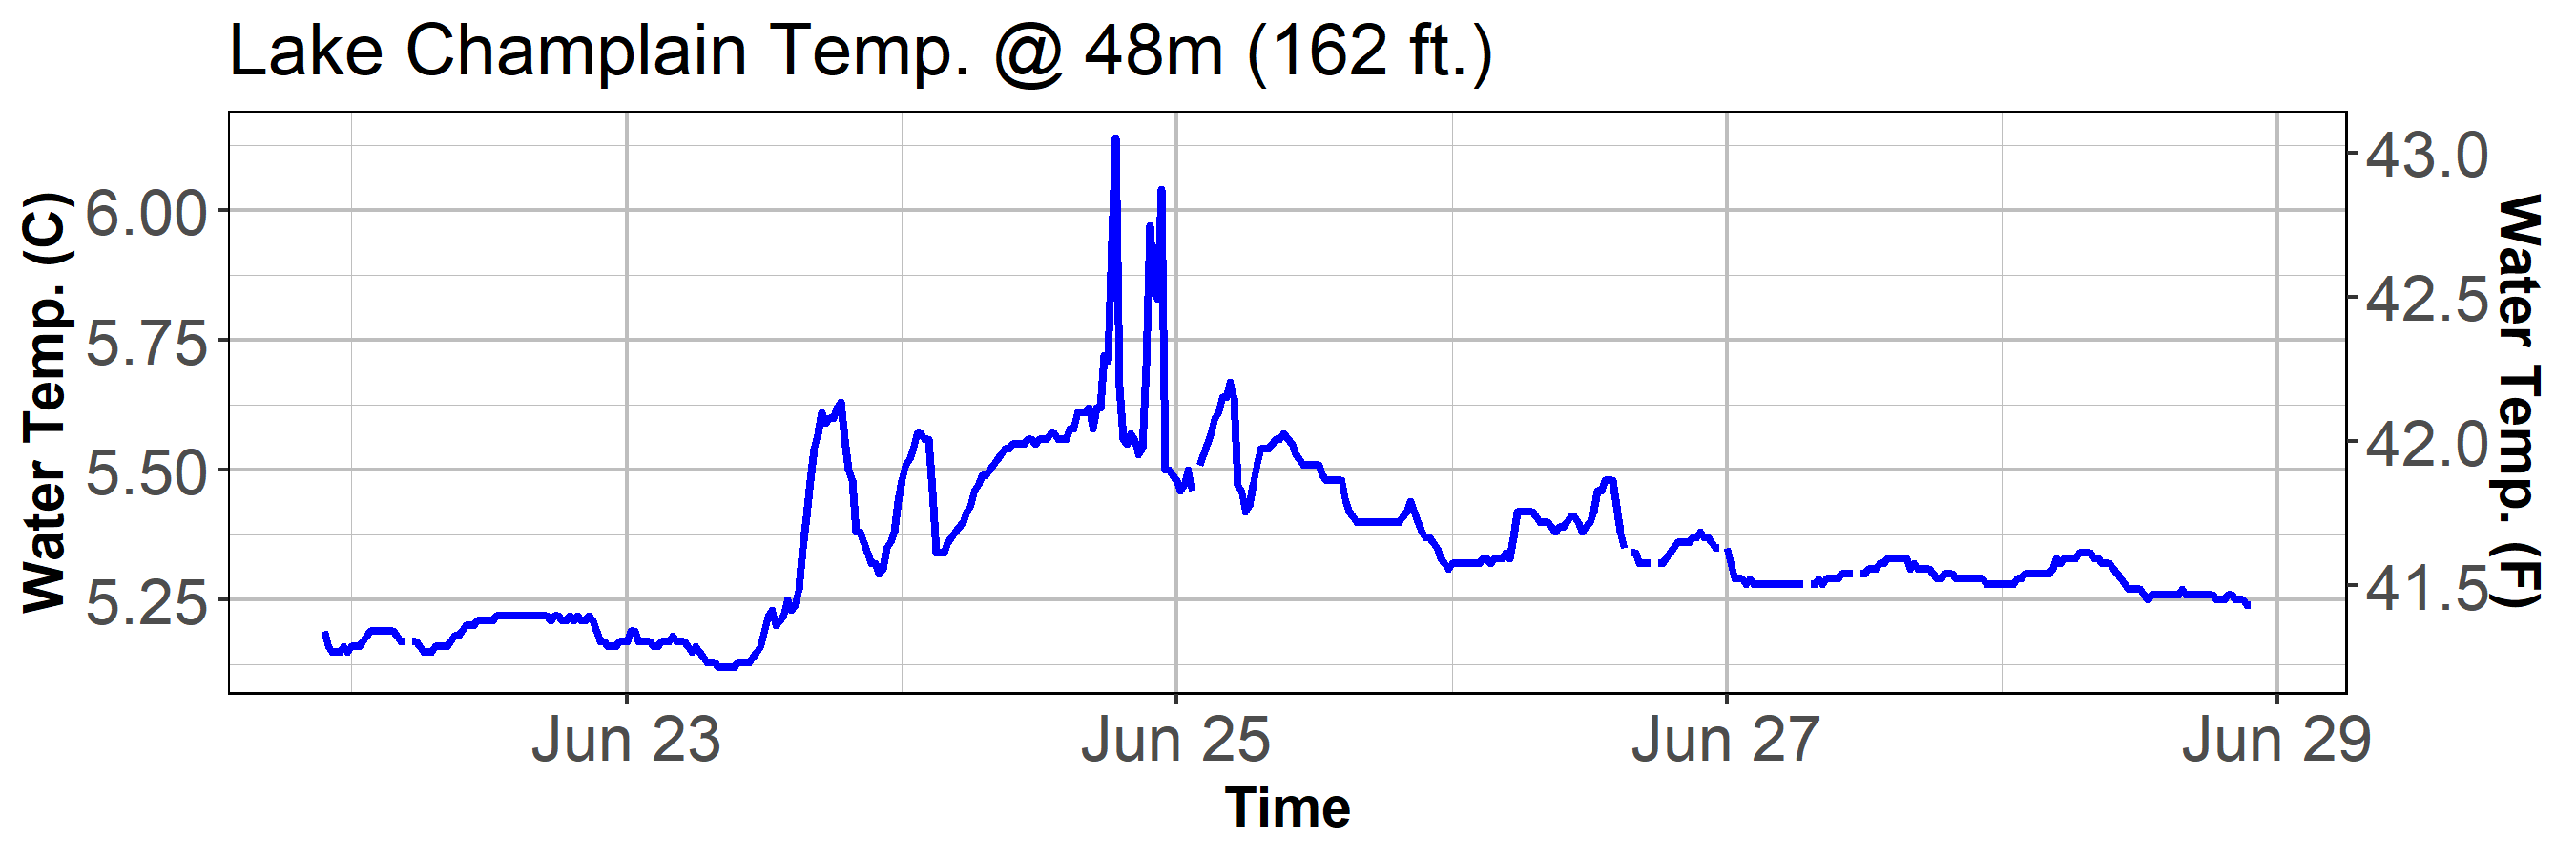 Lake Champlain Temp. @ 48m (162 ft.)
Water Temp. (C)
6.00
5.75
5.50
5.25
43.0
42.5
42.0
41.5
Water Temp. (F)
Jun 23 Jun 25 Jun 27 Jun 29
Time